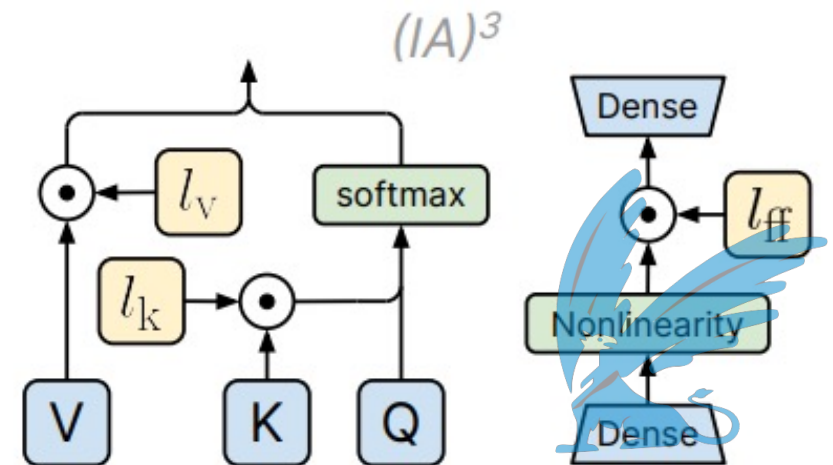 (IA)³
Dense
l_v
softmax
l_ff
l_k
Nonlinearity
V
K
Q
Dense